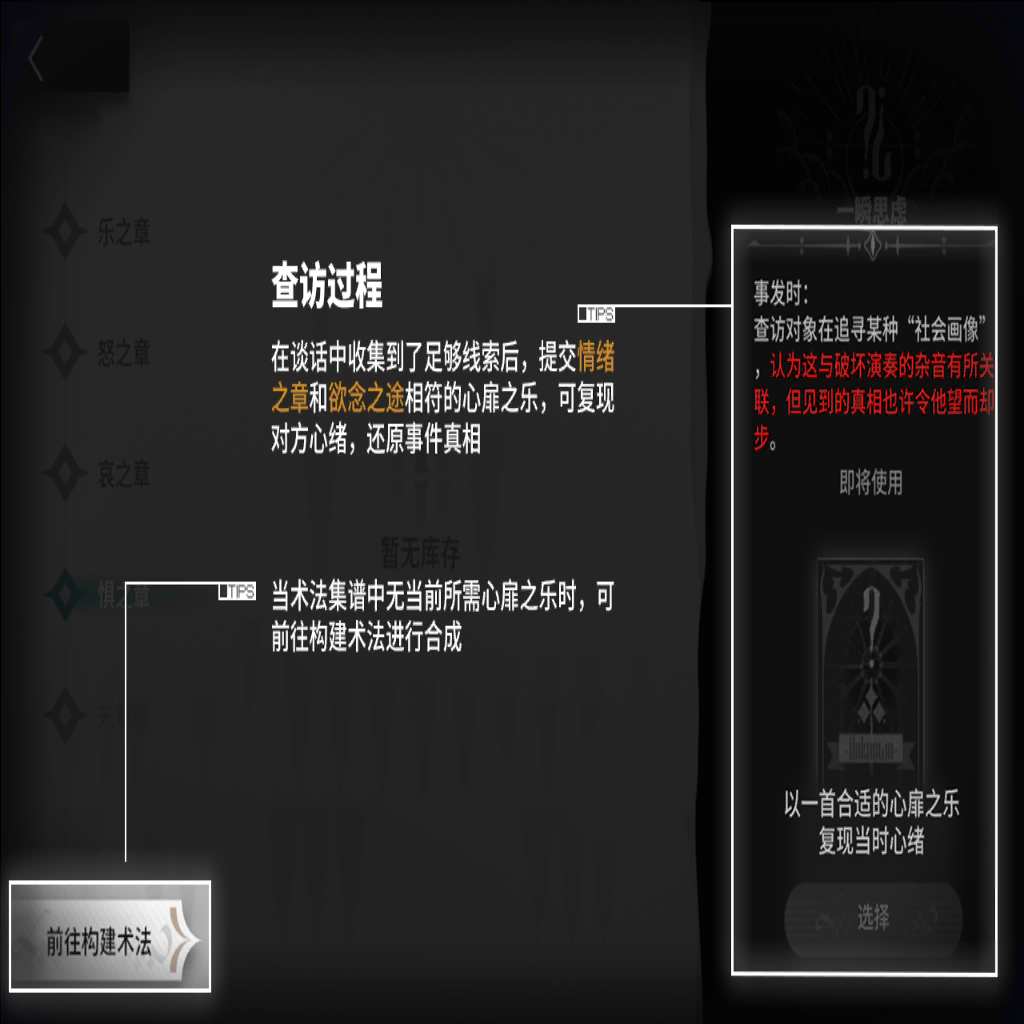 一瞬思虑
乐之章
怒之章
哀之章
惧之章
查访过程
TIPS
在谈话中收集到了足够线索后，提交情绪
之章和欲念之途相符的心扉之乐，可复现
对方心绪，还原事件真相
暂无库存
TIPS
当术法集谱中无当前所需心扉之乐时，可
前往构建术法进行合成
前往构建术法
事发时：
查访对象在追寻某种“社会画像”
，认为这与破坏演奏的杂音有所关
联，但见到的真相也许令他望而却
步。
即将使用
Unknown
以一首合适的心扉之乐
复现当时心绪
选择